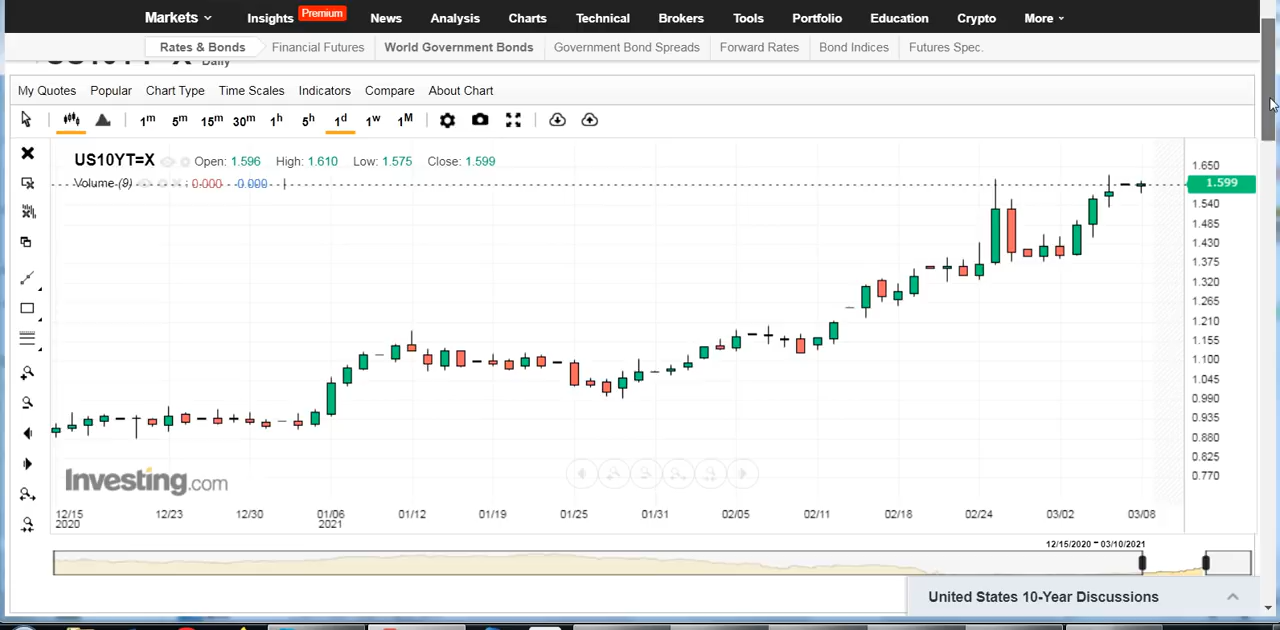 Markets Insights Premium News Analysis Charts Technical Brokers Tools Portfolio Education Crypto More
Rates & Bonds Financial Futures World Government Bonds Government Bond Spreads Forward Rates Bond Indices Futures Spec.
Daily
My Quotes Popular Chart Type Time Scales Indicators Compare About Chart
1m 5m 15m 30m 1h 5h 1d 1w 1M
US10YT=X Open: 1.596 High: 1.610 Low: 1.575 Close: 1.599
Volume (9) : 0.000 -0.000
1.650
1.599
1.540
1.485
1.430
1.375
1.320
1.265
1.210
1.155
1.100
1.045
0.990
0.935
0.880
0.825
0.770
Investing.com
12/15 12/23 12/30 01/06 01/12 01/19 01/25 01/31 02/05 02/11 02/18 02/24 03/02 03/08
2020 2021
12/15/2020 - 03/10/2021
United States 10-Year Discussions